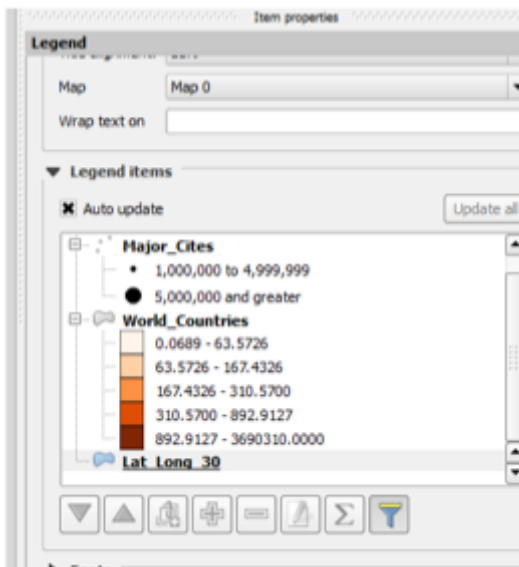 Item properties
Legend
Map Map 0
Wrap text on
Legend items
Auto update Update all
Major_Cites
1,000,000 to 4,999,999
5,000,000 and greater
World_Countries
0.0689 - 63.5726
63.5726 - 167.4326
167.4326 - 310.5700
310.5700 - 892.9127
892.9127 - 3690310.0000
Lat_Long_30
Σ